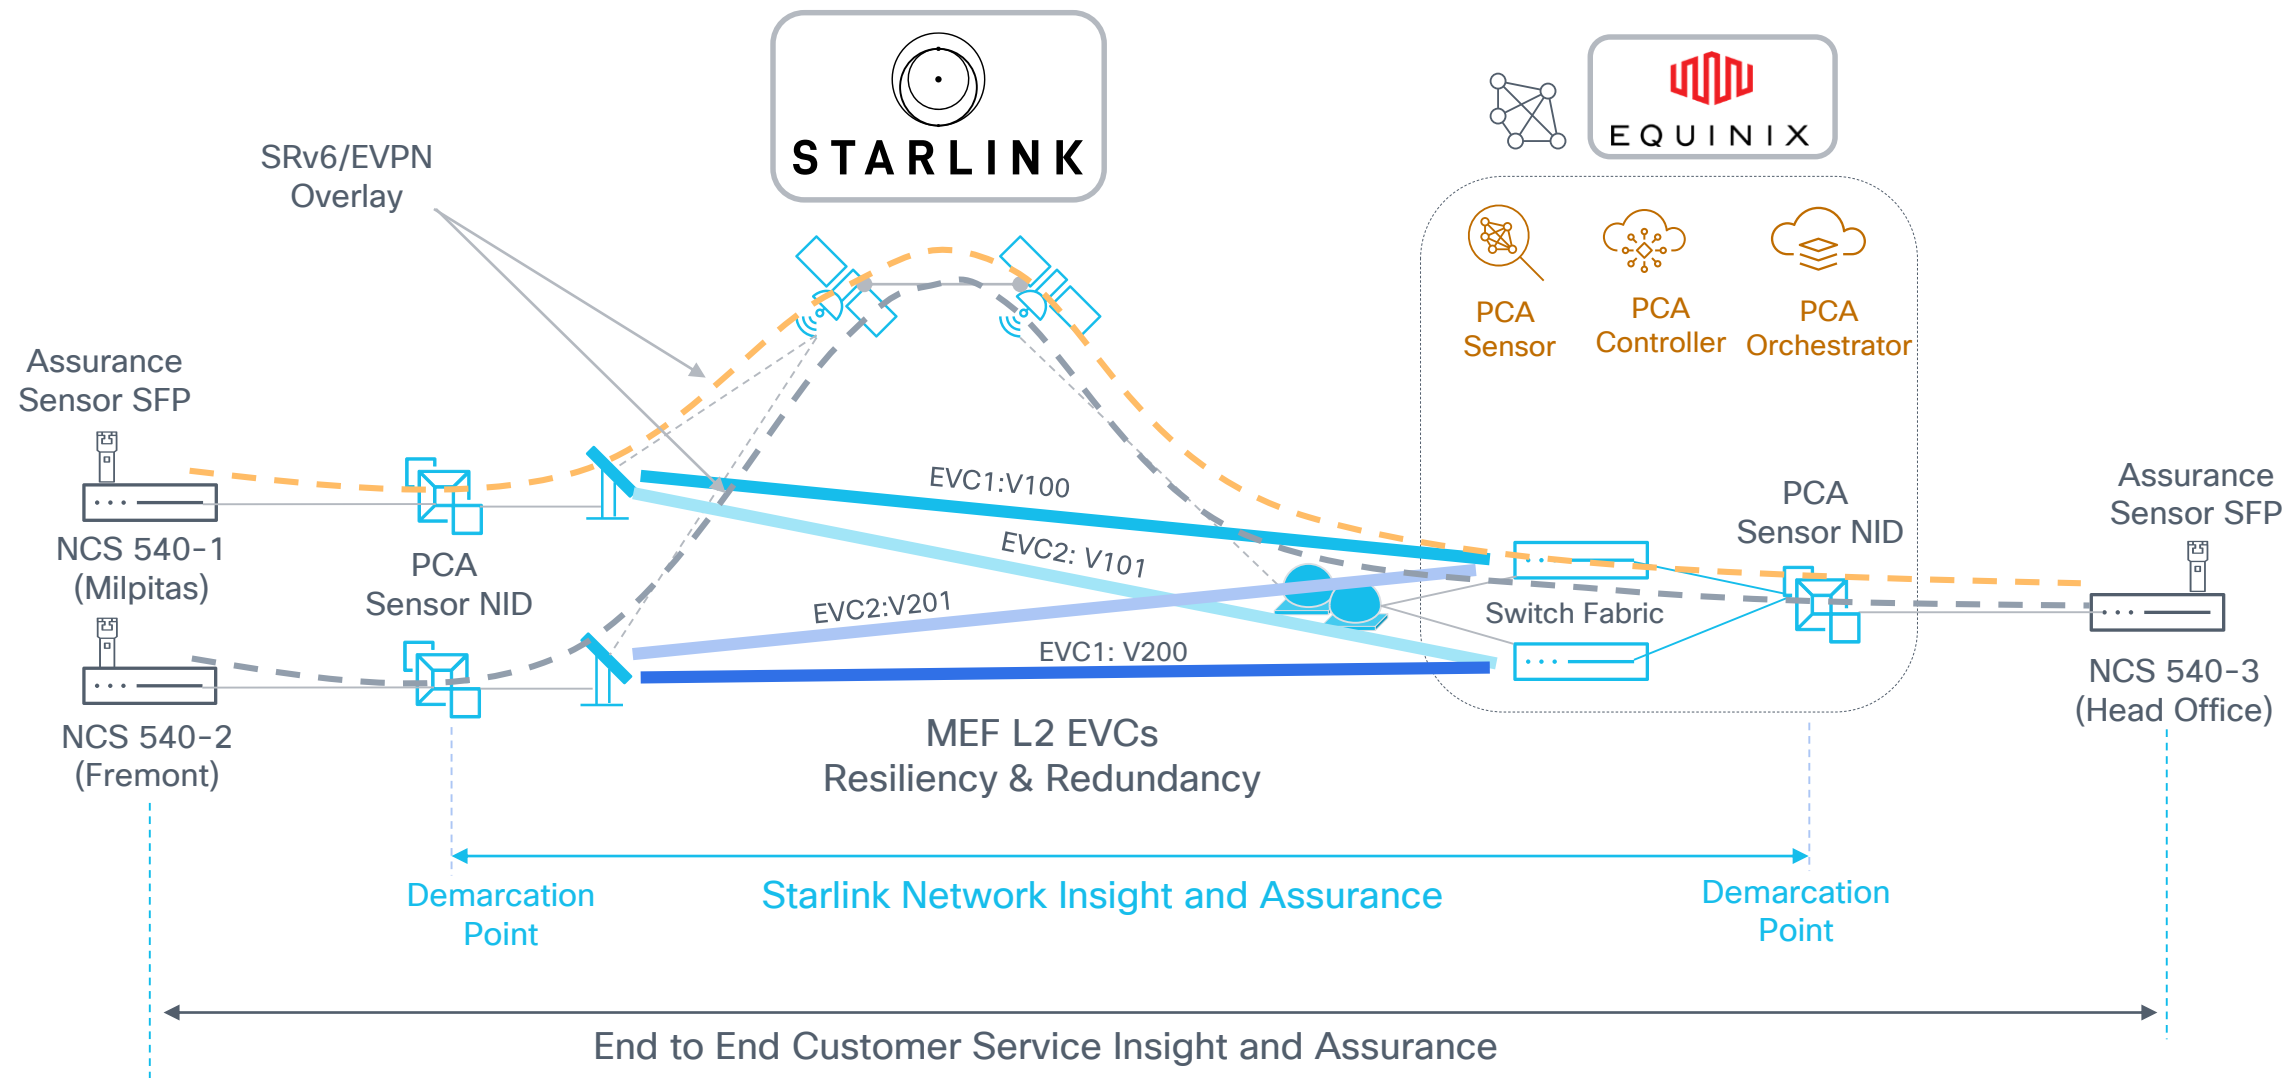 STARLINK
EQUINIX
SRv6/EVPN
Overlay
PCA
Sensor
PCA
Controller
PCA
Orchestrator
Assurance
Sensor SFP
NCS 540-1
(Milpitas)
PCA
Sensor NID
NCS 540-2
(Fremont)
EVC1:V100
EVC2: V101
EVC2:V201
EVC1: V200
Switch Fabric
PCA
Sensor NID
Assurance
Sensor SFP
NCS 540-3
(Head Office)
MEF L2 EVCs
Resiliency & Redundancy
Demarcation
Point
Starlink Network Insight and Assurance
Demarcation
Point
End to End Customer Service Insight and Assurance